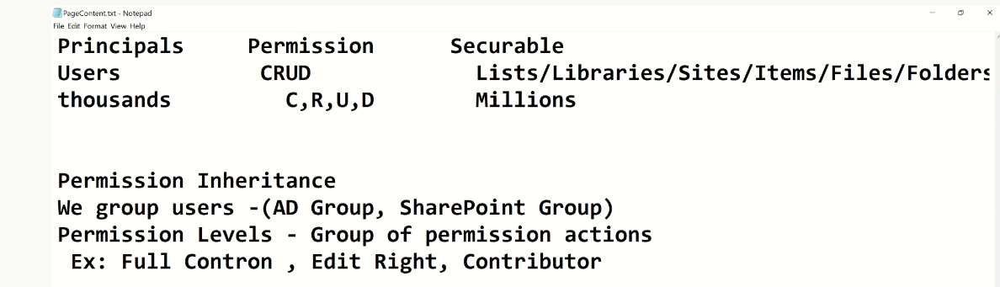 PageContent.txt - Notepad
File Edit Format View Help
Principals Permission Securable
Users CRUD Lists/Libraries/Sites/Items/Files/Folders
thousands C,R,U,D Millions
Permission Inheritance
We group users -(AD Group, SharePoint Group)
Permission Levels - Group of permission actions
Ex: Full Contron , Edit Right, Contributor